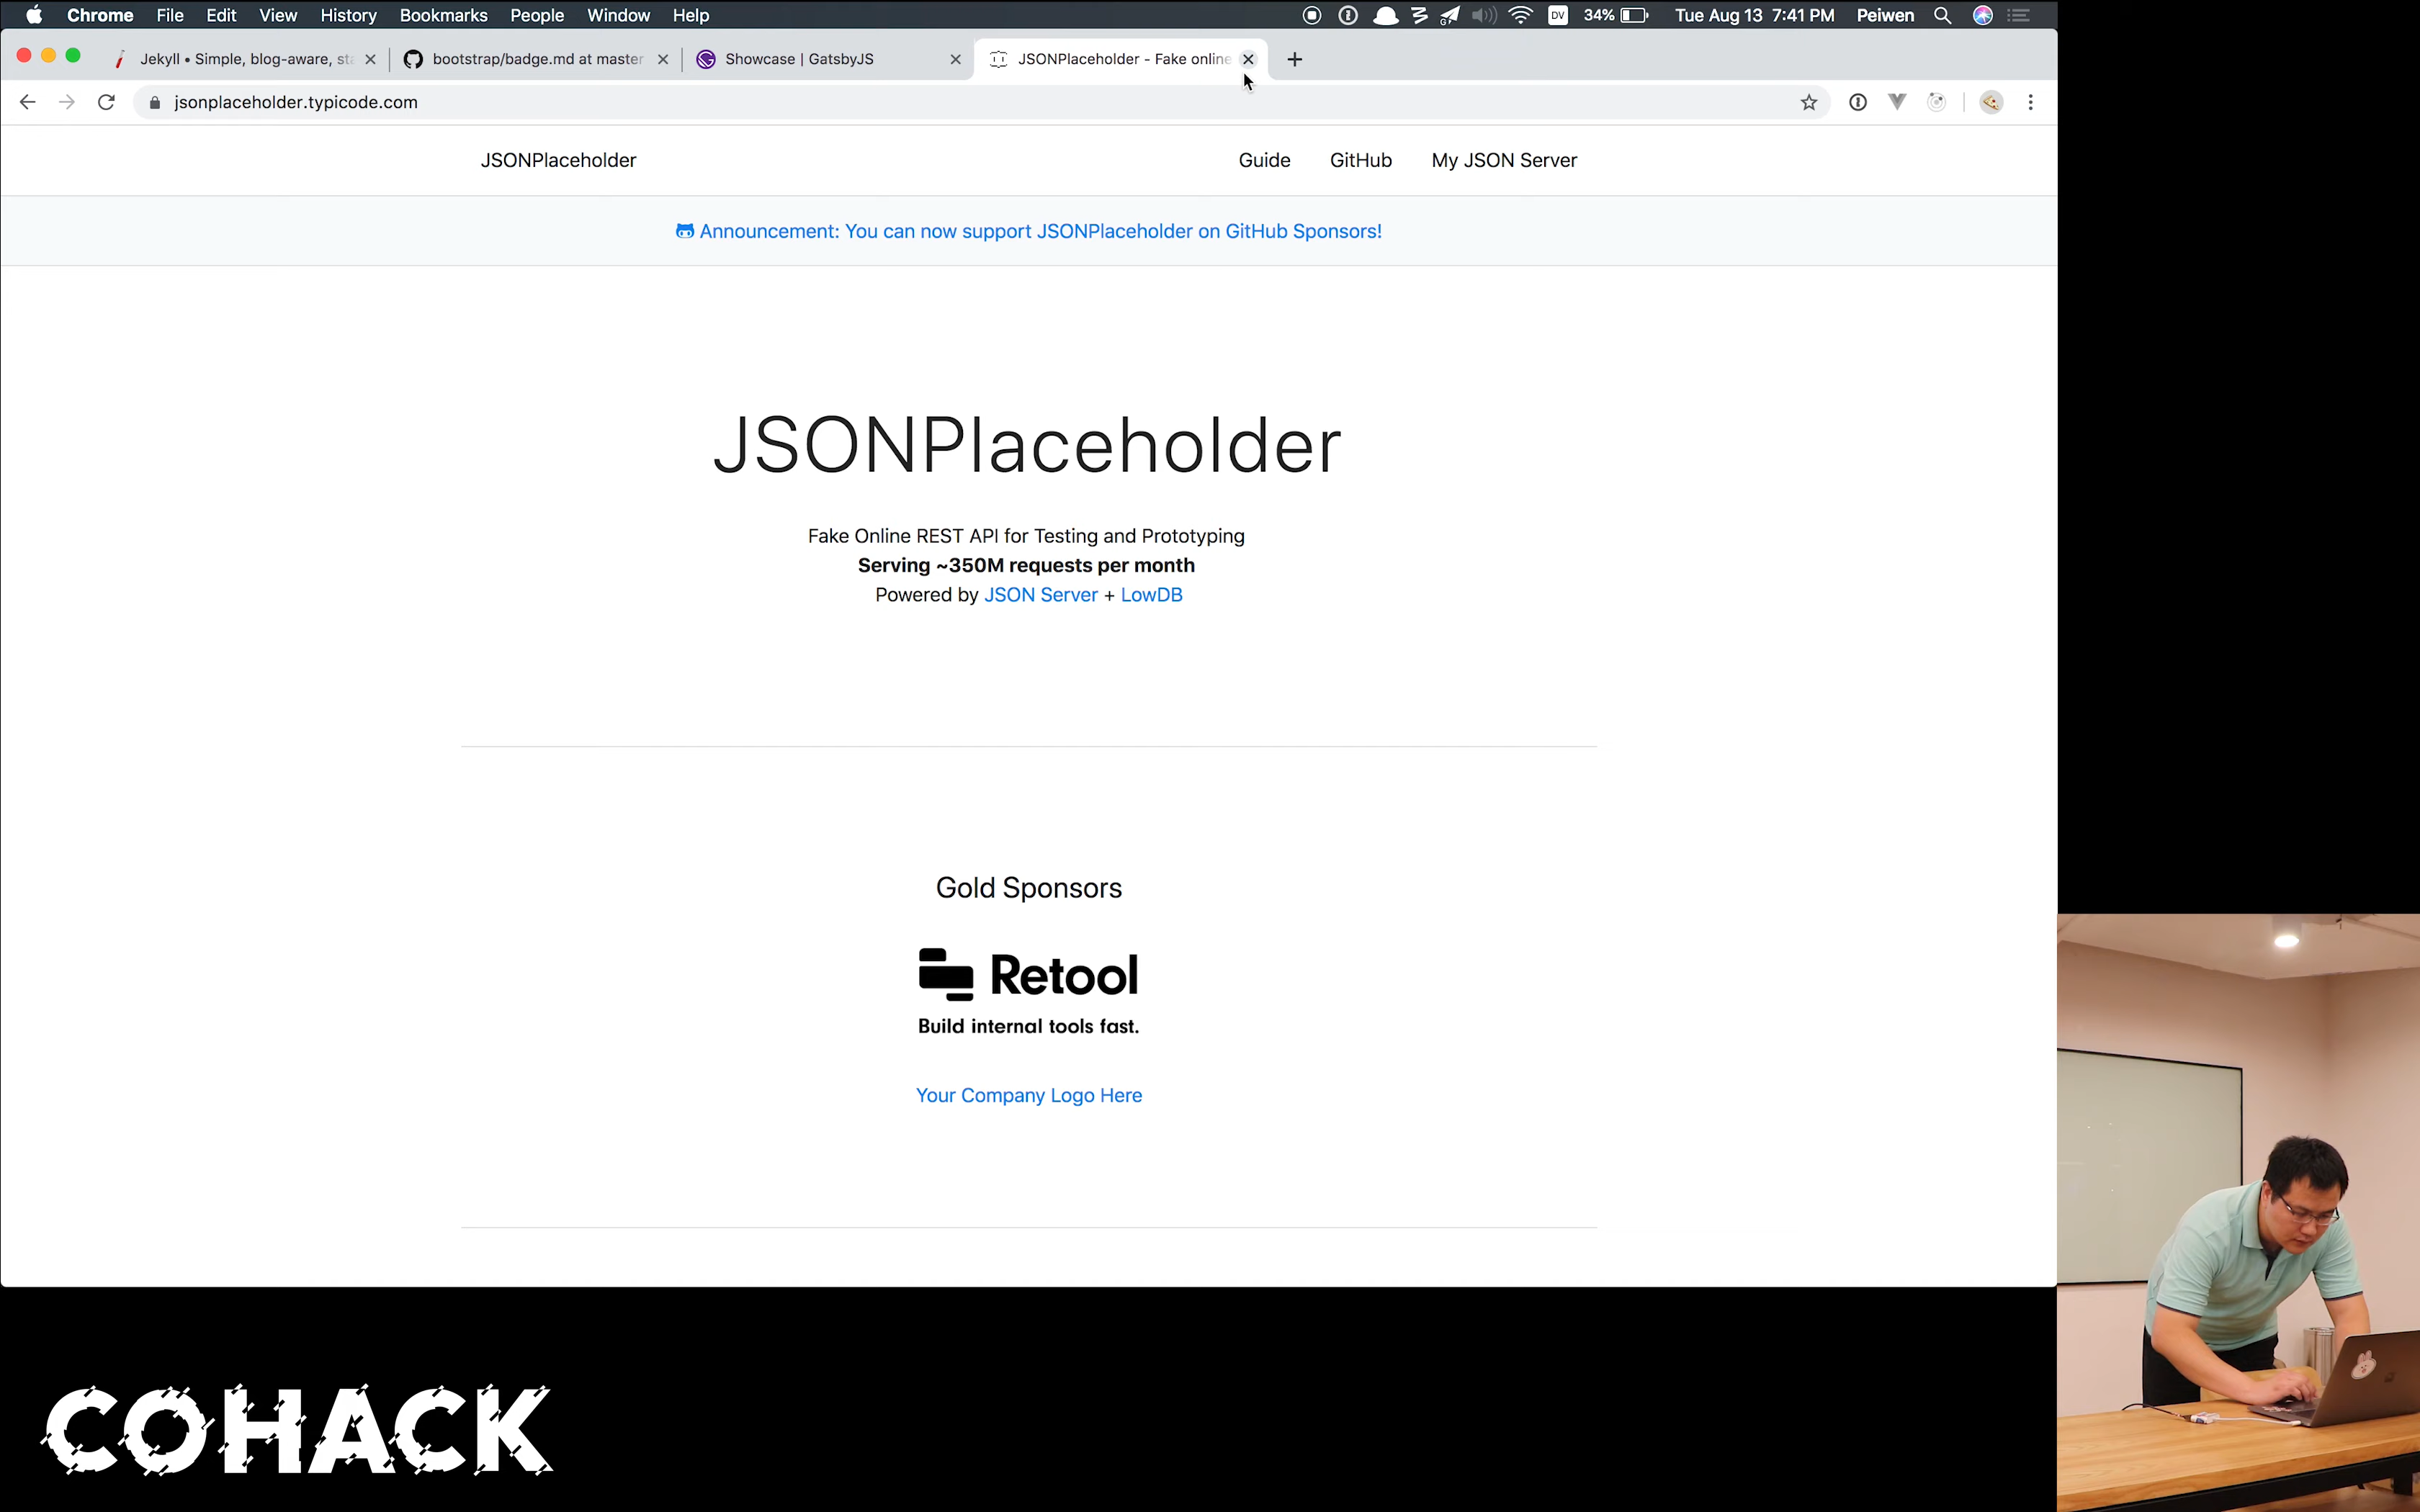 Chrome File Edit View History Bookmarks People Window Help DV 34% Tue Aug 13 7:41 PM Peiwen
Jekyll • Simple, blog-aware, sta
bootstrap/badge.md at master
Showcase | GatsbyJS
JSONPlaceholder - Fake online
jsonplaceholder.typicode.com
JSONPlaceholder Guide GitHub My JSON Server
Announcement: You can now support JSONPlaceholder on GitHub Sponsors!
JSONPlaceholder
Fake Online REST API for Testing and Prototyping
Serving ~350M requests per month
Powered by JSON Server + LowDB
Gold Sponsors
Retool
Build internal tools fast.
Your Company Logo Here
COHACK